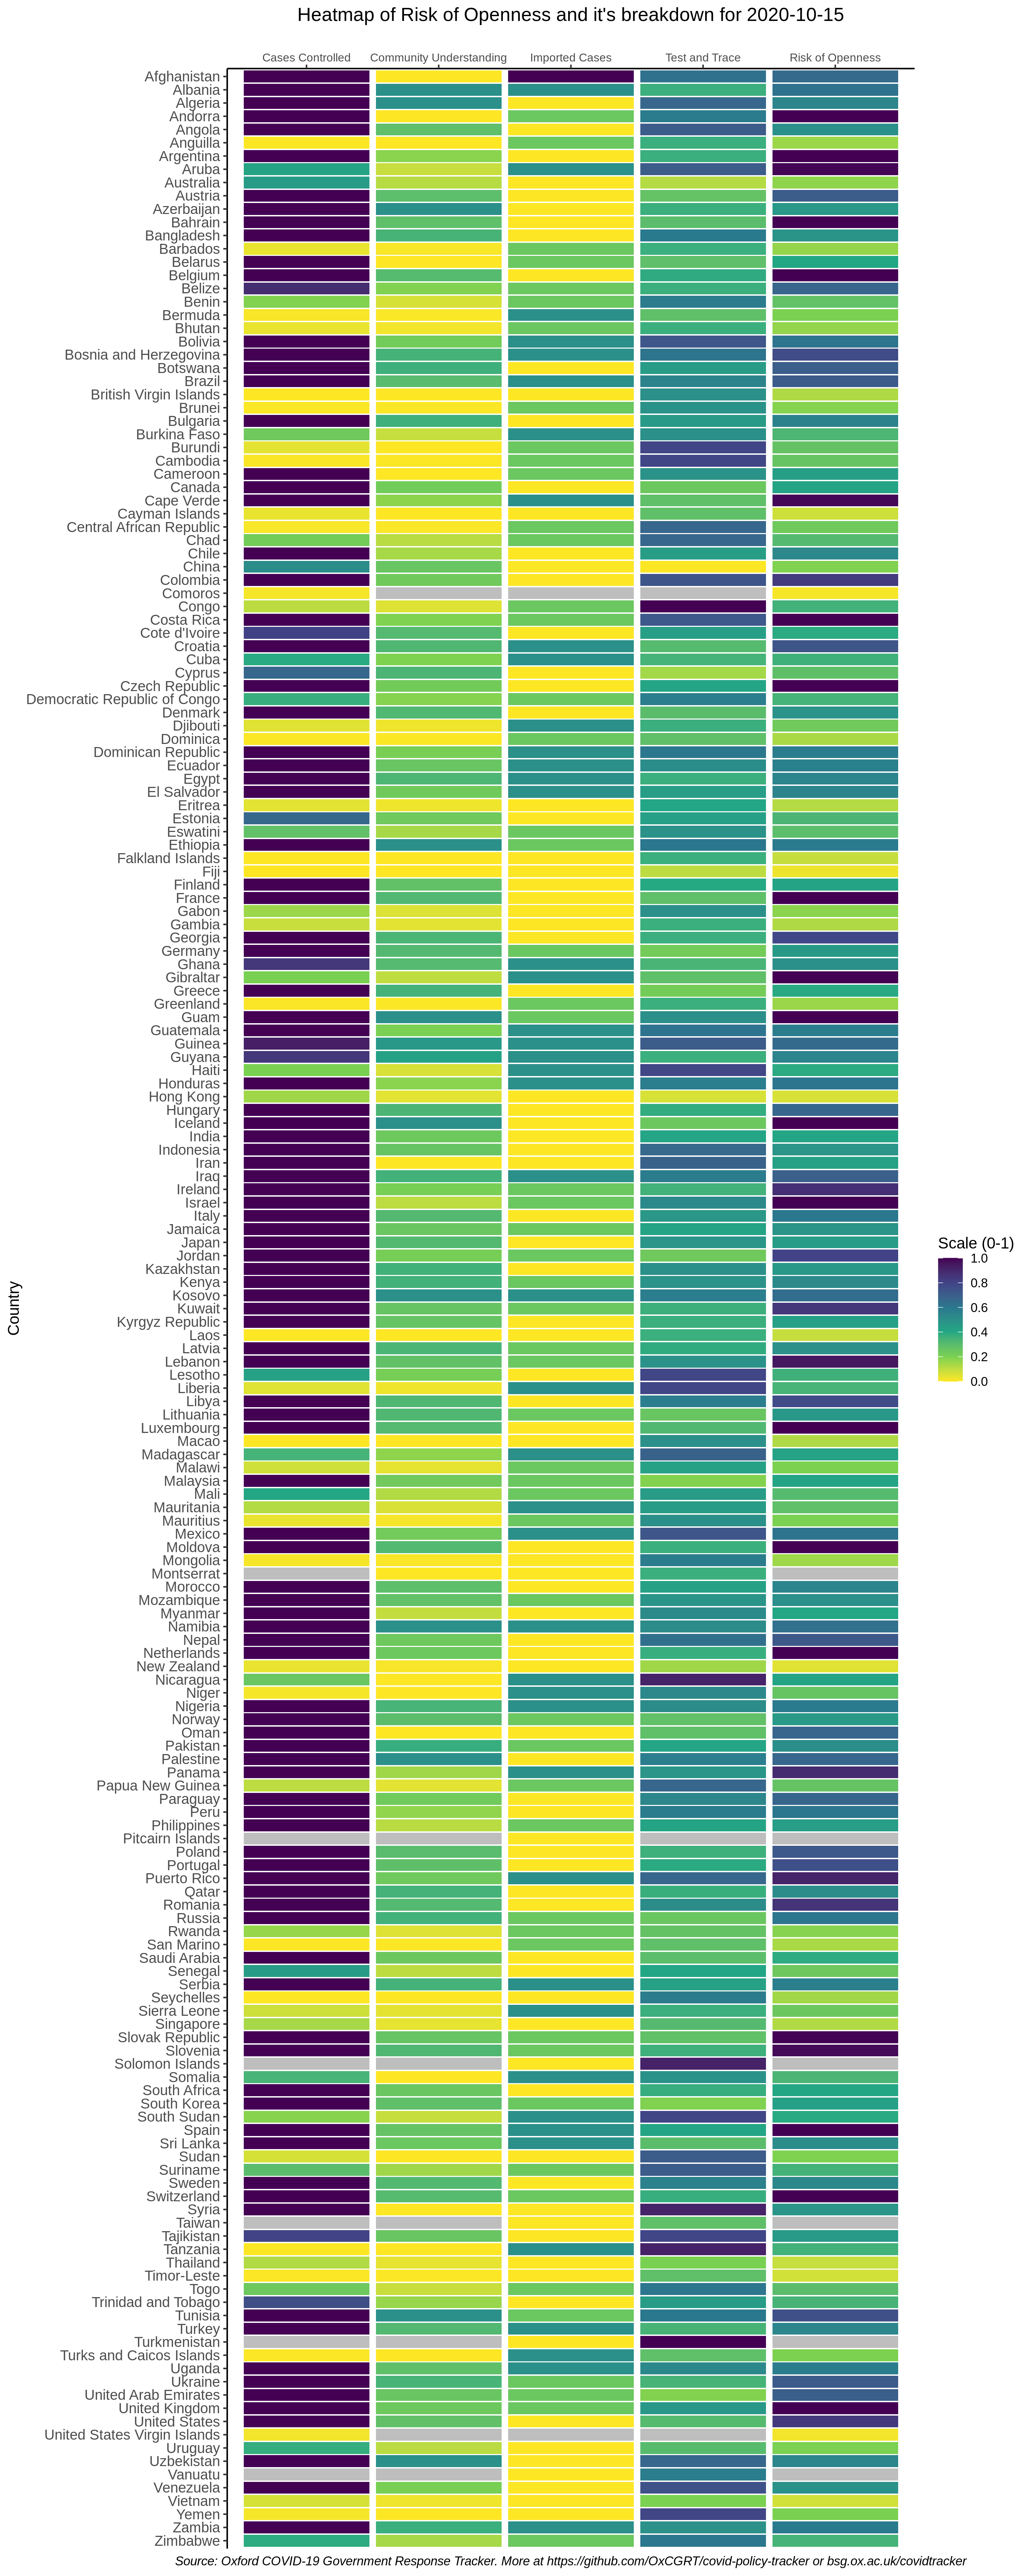 Heatmap of Risk of Openness and it's breakdown for 2020-10-15
Cases Controlled
Community Understanding
Imported Cases
Test and Trace
Risk of Openness
Afghanistan
Albania
Algeria
Andorra
Angola
Anguilla
Argentina
Aruba
Australia
Austria
Azerbaijan
Bahrain
Bangladesh
Barbados
Belarus
Belgium
Belize
Benin
Bermuda
Bhutan
Bolivia
Bosnia and Herzegovina
Botswana
Brazil
British Virgin Islands
Brunei
Bulgaria
Burkina Faso
Burundi
Cambodia
Cameroon
Canada
Cape Verde
Cayman Islands
Central African Republic
Chad
Chile
China
Colombia
Comoros
Congo
Costa Rica
Cote d'Ivoire
Croatia
Cuba
Cyprus
Czech Republic
Democratic Republic of Congo
Denmark
Djibouti
Dominica
Dominican Republic
Ecuador
Egypt
El Salvador
Eritrea
Estonia
Eswatini
Ethiopia
Falkland Islands
Fiji
Finland
France
Gabon
Gambia
Georgia
Germany
Ghana
Gibraltar
Greece
Greenland
Guam
Guatemala
Guinea
Guyana
Haiti
Honduras
Hong Kong
Hungary
Iceland
India
Indonesia
Iran
Iraq
Ireland
Israel
Italy
Jamaica
Japan
Jordan
Kazakhstan
Kenya
Kosovo
Kuwait
Kyrgyz Republic
Laos
Latvia
Lebanon
Lesotho
Liberia
Libya
Lithuania
Luxembourg
Macao
Madagascar
Malawi
Malaysia
Mali
Mauritania
Mauritius
Mexico
Moldova
Mongolia
Montserrat
Morocco
Mozambique
Myanmar
Namibia
Nepal
Netherlands
New Zealand
Nicaragua
Niger
Nigeria
Norway
Oman
Pakistan
Palestine
Panama
Papua New Guinea
Paraguay
Peru
Philippines
Pitcairn Islands
Poland
Portugal
Puerto Rico
Qatar
Romania
Russia
Rwanda
San Marino
Saudi Arabia
Senegal
Serbia
Seychelles
Sierra Leone
Singapore
Slovak Republic
Slovenia
Solomon Islands
Somalia
South Africa
South Korea
South Sudan
Spain
Sri Lanka
Sudan
Suriname
Sweden
Switzerland
Syria
Taiwan
Tajikistan
Tanzania
Thailand
Timor-Leste
Togo
Trinidad and Tobago
Tunisia
Turkey
Turkmenistan
Turks and Caicos Islands
Uganda
Ukraine
United Arab Emirates
United Kingdom
United States
United States Virgin Islands
Uruguay
Uzbekistan
Vanuatu
Venezuela
Vietnam
Yemen
Zambia
Zimbabwe
Country
Scale (0-1)
1.0
0.8
0.6
0.4
0.2
0.0
Source: Oxford COVID-19 Government Response Tracker. More at https://github.com/OxCGRT/covid-policy-tracker or bsg.ox.ac.uk/covidtracker